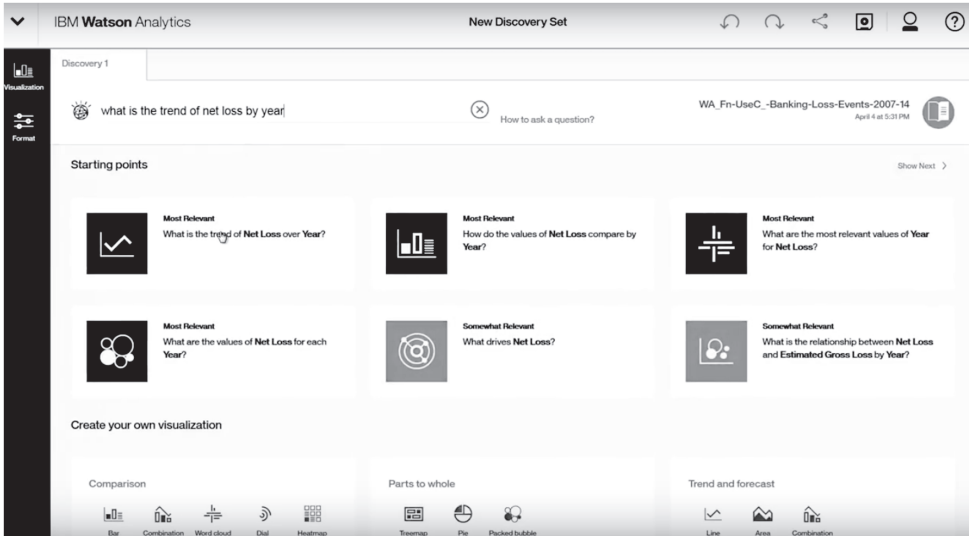 IBM Watson Analytics
New Discovery Set
Visualization
Format
Discovery 1
what is the trend of net loss by year
How to ask a question?
WA_Fn-UseC_-Banking-Loss-Events-2007-14
April 4 at 5:31 PM
Starting points
Show Next
Most Relevant
What is the trend of Net Loss over Year?
Most Relevant
How do the values of Net Loss compare by
Year?
Most Relevant
What are the most relevant values of Year
for Net Loss?
Most Relevant
What are the values of Net Loss for each
Year?
Somewhat Relevant
What drives Net Loss?
Somewhat Relevant
What is the relationship between Net Loss
and Estimated Gross Loss by Year?
Create your own visualization
Comparison
Bar Combination Word cloud Dial Heatmap
Parts to whole
Treemap Pie Packed bubble
Trend and forecast
Line Area Combination